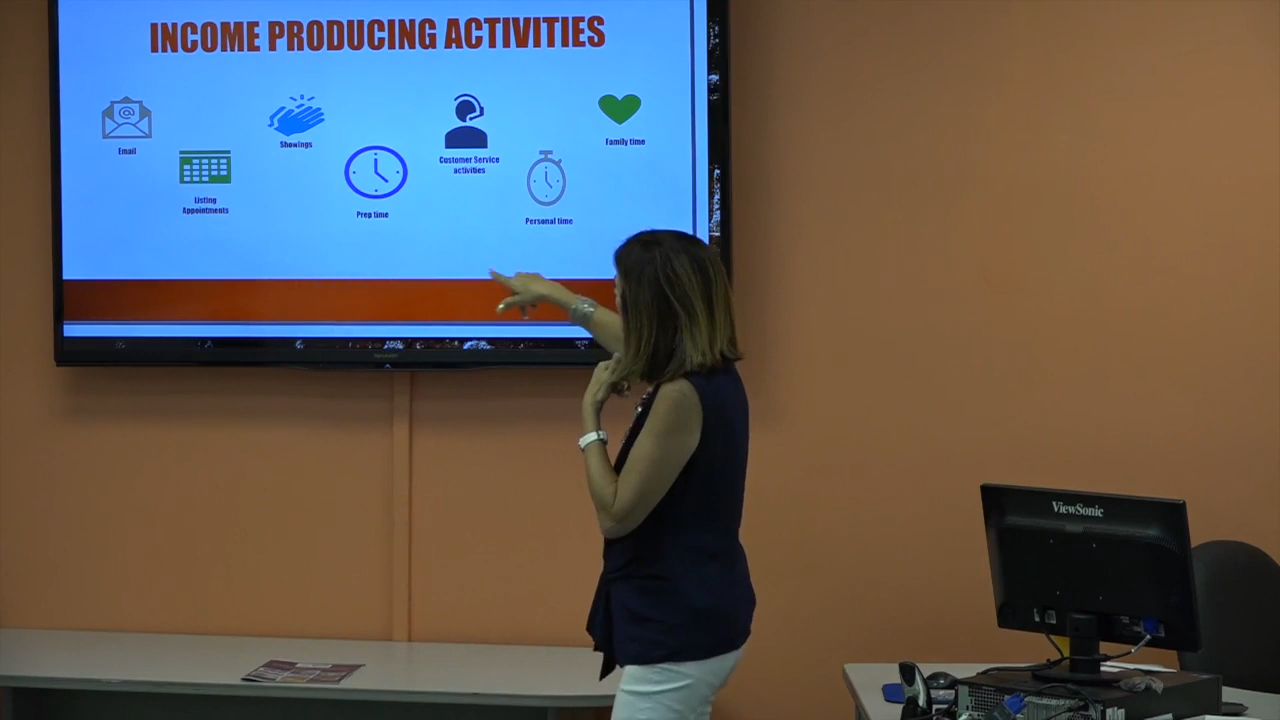 INCOME PRODUCING ACTIVITIES
Email
Listing
Appointments
Showings
Prep time
Customer Service
activities
Personal time
Family time
ViewSonic